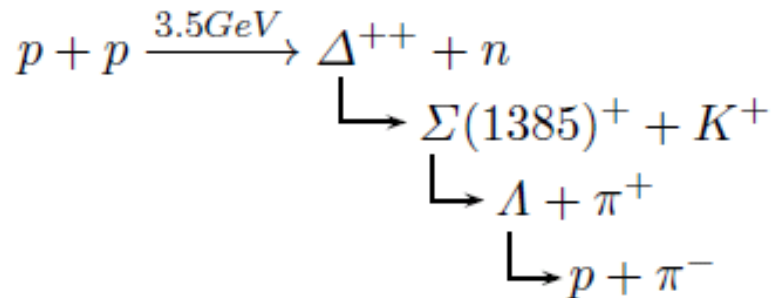 p + p 3.5GeV → Δ⁺⁺ + n
Σ(1385)⁺ + K⁺
Λ + π⁺
p + π⁻